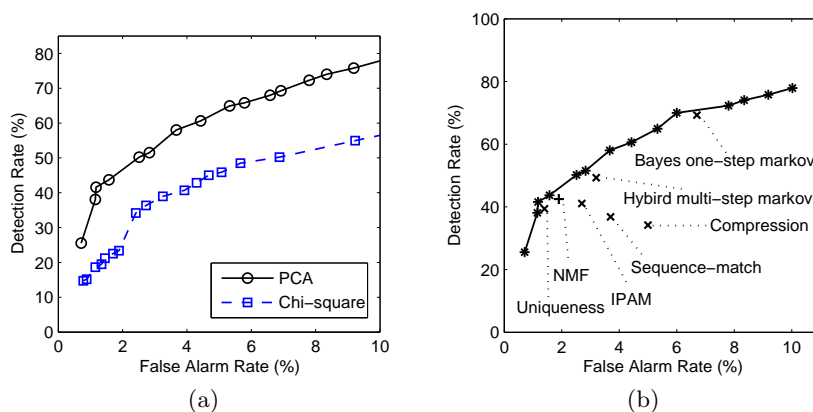 80
70
60
50
40
30
20
10
0
Detection Rate (%)
PCA
Chi−square
0 2 4 6 8 10
False Alarm Rate (%)
(a)
100
80
60
40
20
0
Detection Rate (%)
Bayes one−step markov
Hybird multi−step markov
Compression
Sequence−match
NMF
IPAM
Uniqueness
0 2 4 6 8 10
False Alarm Rate (%)
(b)